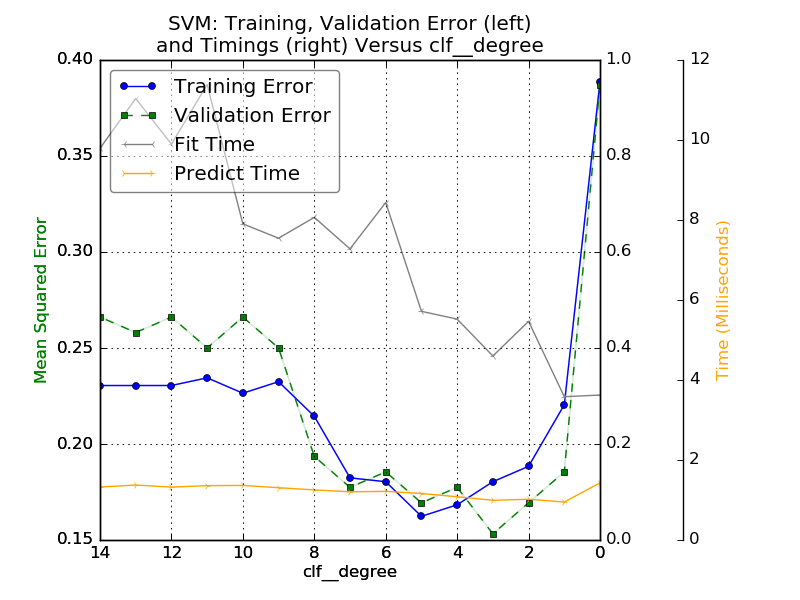 SVM: Training, Validation Error (left)
and Timings (right) Versus clf__degree
Training Error
Validation Error
Fit Time
Predict Time
Mean Squared Error
0.40
0.35
0.30
0.25
0.20
0.15
14 12 10 8 6 4 2 0
clf__degree
1.0
0.8
0.6
0.4
0.2
0.0
12
10
8
6
4
2
0
Time (Milliseconds)